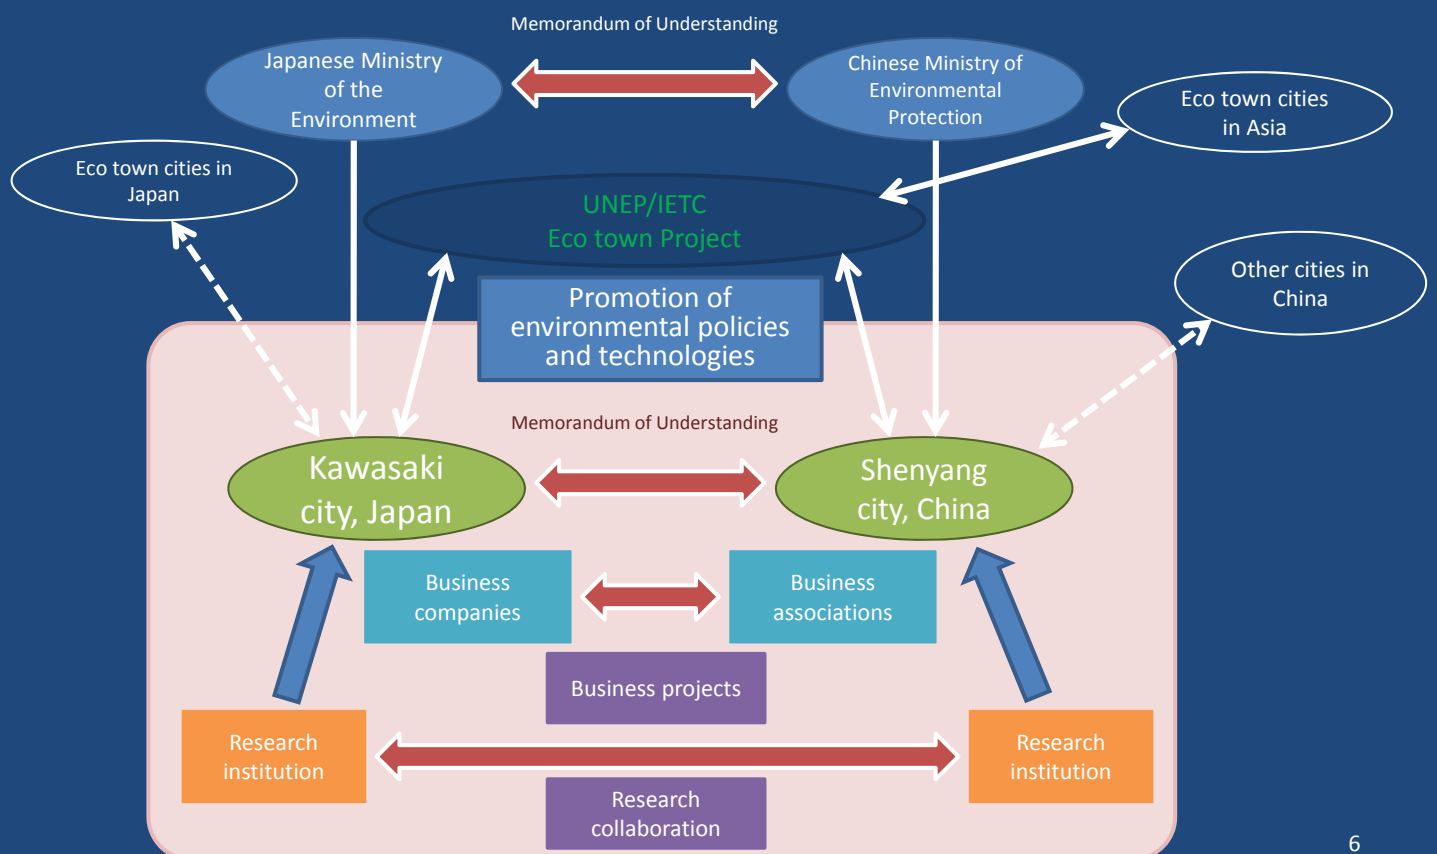 Memorandum of Understanding
Japanese Ministry
of the
Environment
Chinese Ministry of
Environmental
Protection
Eco town cities
in Asia
Eco town cities in
Japan
UNEP/IETC
Eco town Project
Other cities in
China
Promotion of
environmental policies
and technologies
Memorandum of Understanding
Kawasaki
city, Japan
Shenyang
city, China
Business
companies
Business
associations
Business projects
Research
institution
Research
institution
Research
collaboration
6